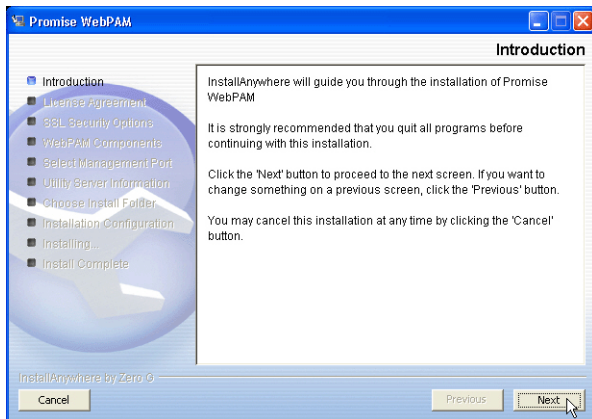 Promise WebPAM
Introduction
Introduction
License Agreement
SSL Security Options
WebPAM Components
Select Management Port
Utility Server Information
Choose Install Folder
Installation Configuration
Installing...
Install Complete
InstallAnywhere will guide you through the installation of Promise
WebPAM
It is strongly recommended that you quit all programs before
continuing with this installation.
Click the 'Next' button to proceed to the next screen. If you want to
change something on a previous screen, click the 'Previous' button.
You may cancel this installation at any time by clicking the 'Cancel'
button.
InstallAnywhere by Zero G
Cancel
Previous
Next